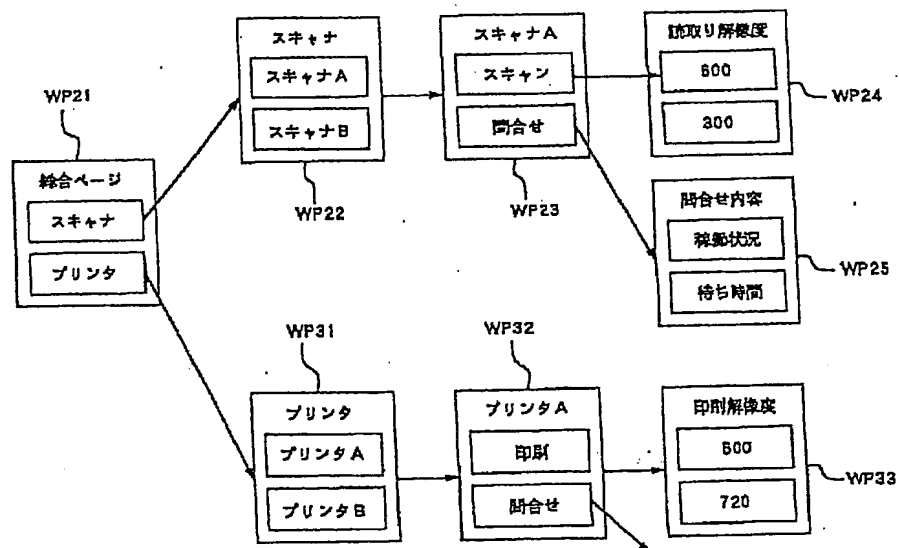 WP21
総合ページ
スキャナ
プリンタ
スキャナ
スキャナA
スキャナB
WP22
スキャナA
スキャン
問合せ
WP23
読取り解像度
600
300
WP24
問合せ内容
稼働状況
待ち時間
WP25
WP31
プリンタ
プリンタA
プリンタB
WP32
プリンタA
印刷
問合せ
印刷解像度
600
720
WP33